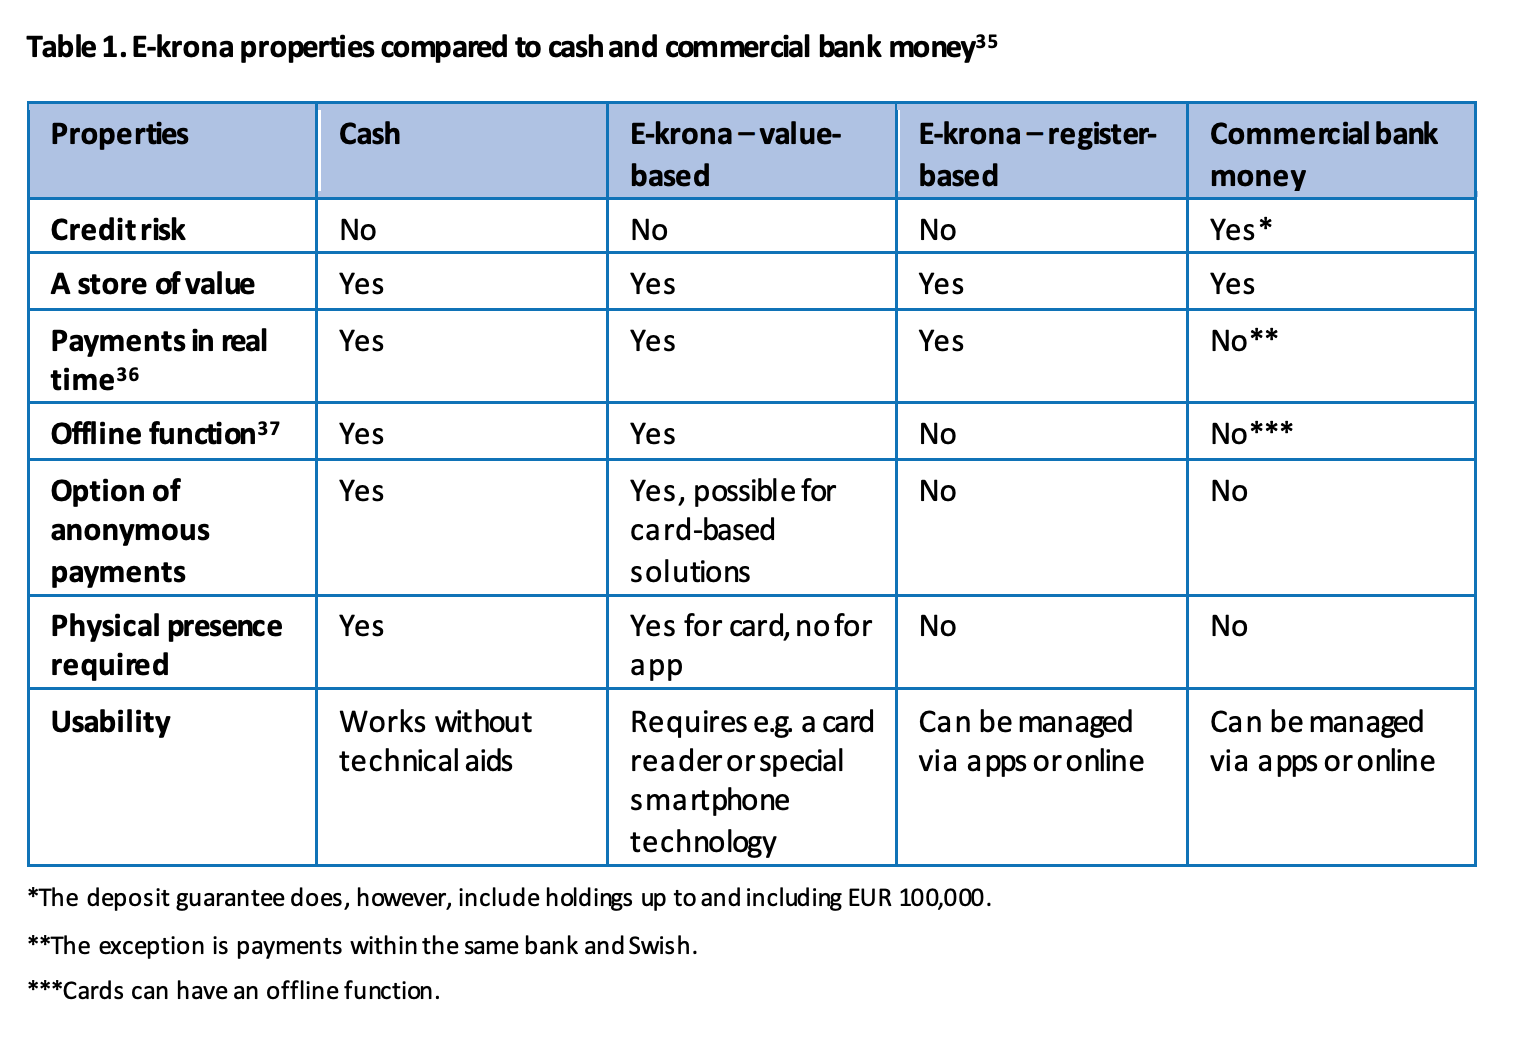 Table 1. E-krona properties compared to cash and commercial bank money35
Properties
Cash
E-krona – value-
based
E-krona – register-
based
Commercial bank
money
Credit risk
No
No
No
Yes*
A store of value
Yes
Yes
Yes
Yes
Payments in real
time36
Yes
Yes
Yes
No**
Offline function37
Yes
Yes
No
No***
Option of
anonymous
payments
Yes
Yes, possible for
card-based
solutions
No
No
Physical presence
required
Yes
Yes for card, no for
app
No
No
Usability
Works without
technical aids
Requires e.g. a card
reader or special
smartphone
technology
Can be managed
via apps or online
Can be managed
via apps or online
*The deposit guarantee does, however, include holdings up to and including EUR 100,000.
**The exception is payments within the same bank and Swish.
***Cards can have an offline function.